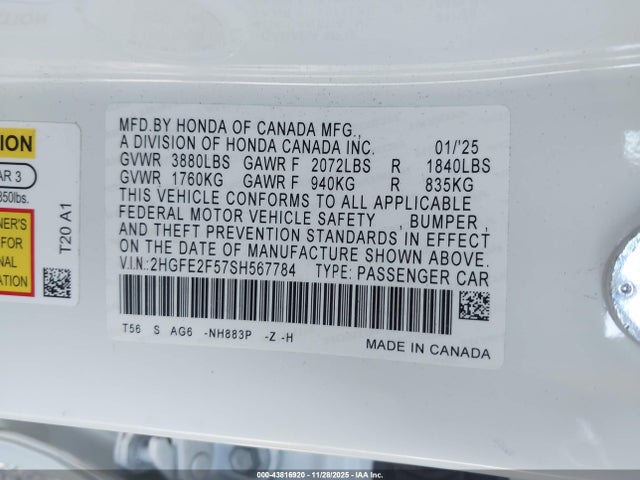 MFD.BY HONDA OF CANADA MFG.,
A DIVISION OF HONDA CANADA INC. 01/'25
GVWR 3880LBS GAWR F 2072LBS R 1840LBS
GVWR 1760KG GAWR F 940KG R 835KG
THIS VEHICLE CONFORMS TO ALL APPLICABLE
FEDERAL MOTOR VEHICLE SAFETY , BUMPER ,
AND THEFT PREVENTION STANDARDS IN EFFECT
ON THE DATE OF MANUFACTURE SHOWN ABOVE.
V.I.N.:2HGFE2F57SH567784 TYPE: PASSENGER CAR
T56 S AG6 -NH883P -Z -H
MADE IN CANADA
ION
AR 3
850lbs.
NER'S
FOR
NAL
ATION
T20 A1
000-43816920 - 11/28/2025 - IAA Inc.